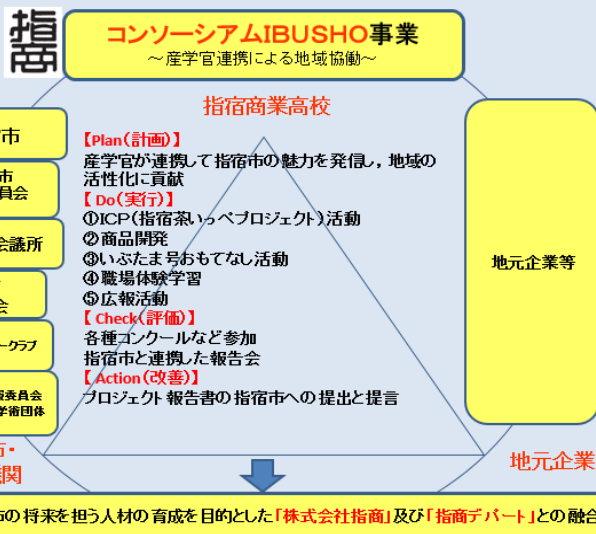 指商
コンソーシアムIBUSHO事業
～産学官連携による地域協働～
指宿商業高校
市
市
員会
会議所
会
ークラブ
委員会
学術団体
市・
機関
【Plan(計画)】
産学官が連携して指宿市の魅力を発信し，地域の
活性化に貢献
【Do(実行)】
①ICP(指宿茶いっぺプロジェクト)活動
②商品開発
③いぶたま号おもてなし活動
④職場体験学習
⑤広報活動
【Check(評価)】
各種コンクールなど参加
指宿市と連携した報告会
【Action(改善)】
プロジェクト報告書の指宿市への提出と提言
地元企業等
地元企業
市の将来を担う人材の育成を目的とした「株式会社指商」及び「指商デパート」との融合